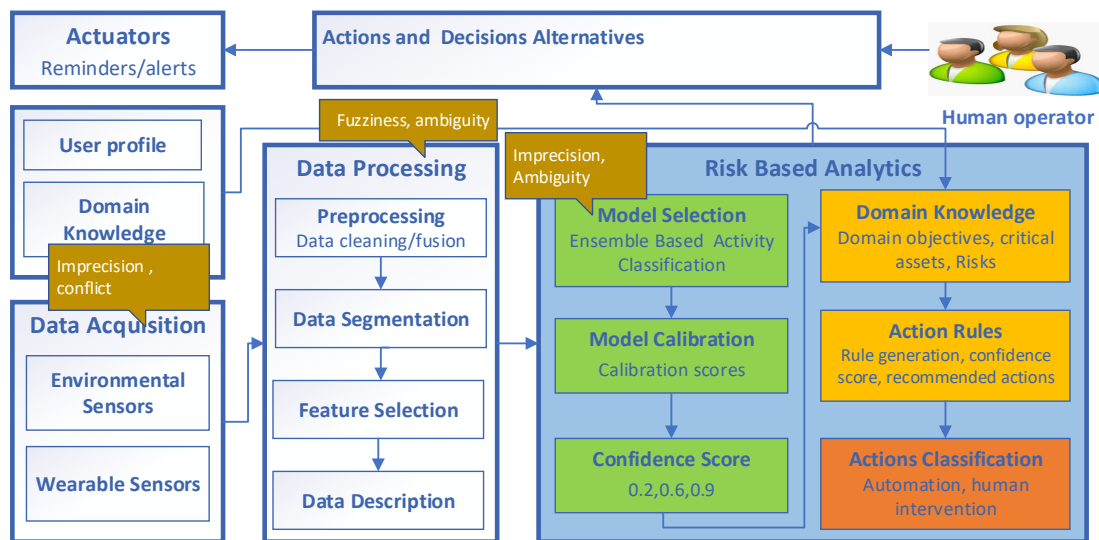 Actuators
Reminders/alerts
Actions and Decisions Alternatives
Human operator
User profile
Domain
Knowledge
Fuzziness, ambiguity
Imprecision ,
conflict
Data Acquisition
Environmental
Sensors
Wearable Sensors
Data Processing
Preprocessing
Data cleaning/fusion
Data Segmentation
Feature Selection
Data Description
Imprecision,
Ambiguity
Risk Based Analytics
Model Selection
Ensemble Based Activity
Classification
Model Calibration
Calibration scores
Confidence Score
0.2,0.6,0.9
Domain Knowledge
Domain objectives, critical
assets, Risks
Action Rules
Rule generation, confidence
score, recommended actions
Actions Classification
Automation, human
intervention